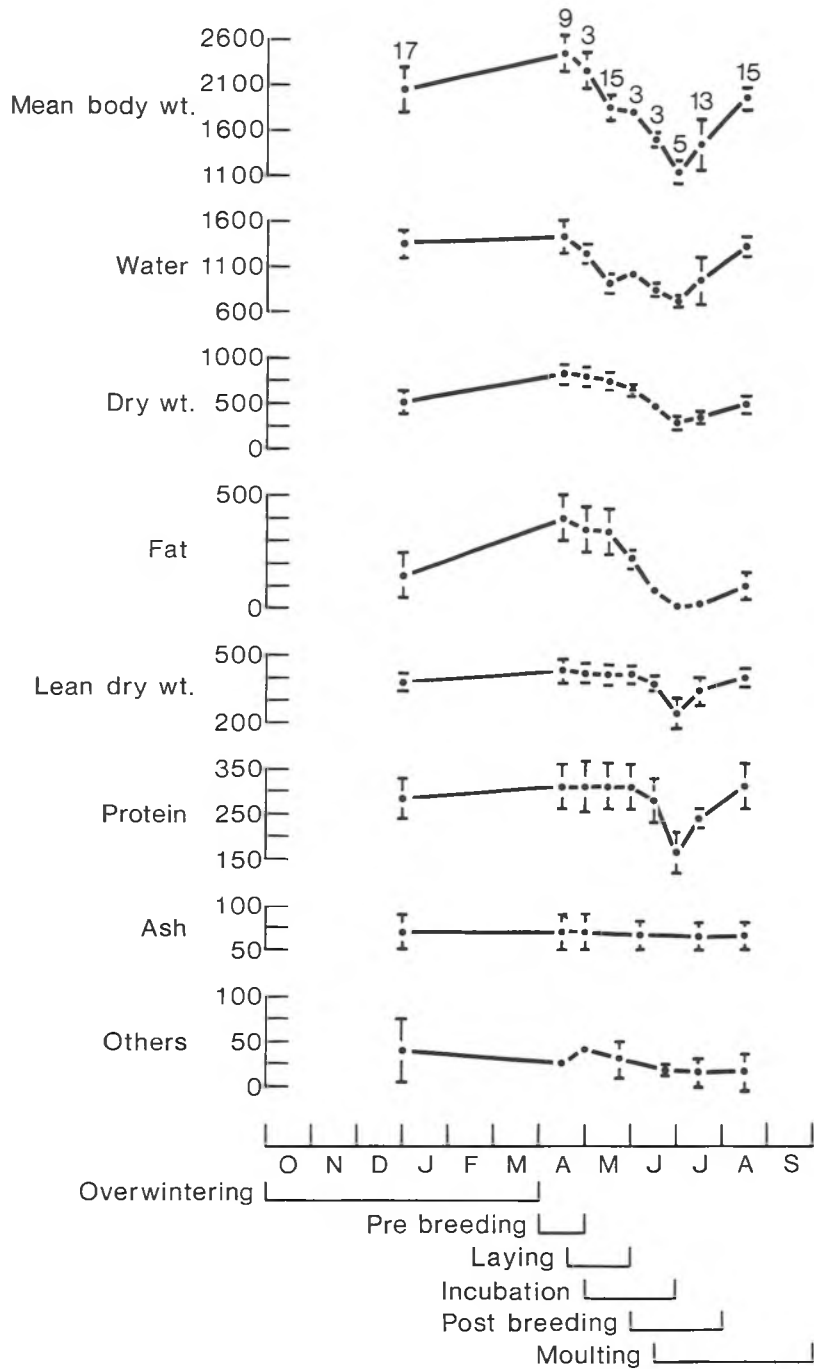 9
2600
17
3
2100
15
15
3
13
Mean body wt.
1600
3
5
1100
1600
Water
1100
600
1000
Dry wt.
500
0
500
Fat
0
500
Lean dry wt.
200
350
Protein
250
150
100
Ash
50
100
Others
50
0
O N D J F M A M J J A S
Overwintering
Pre breeding
Laying
Incubation
Post breeding
Moulting